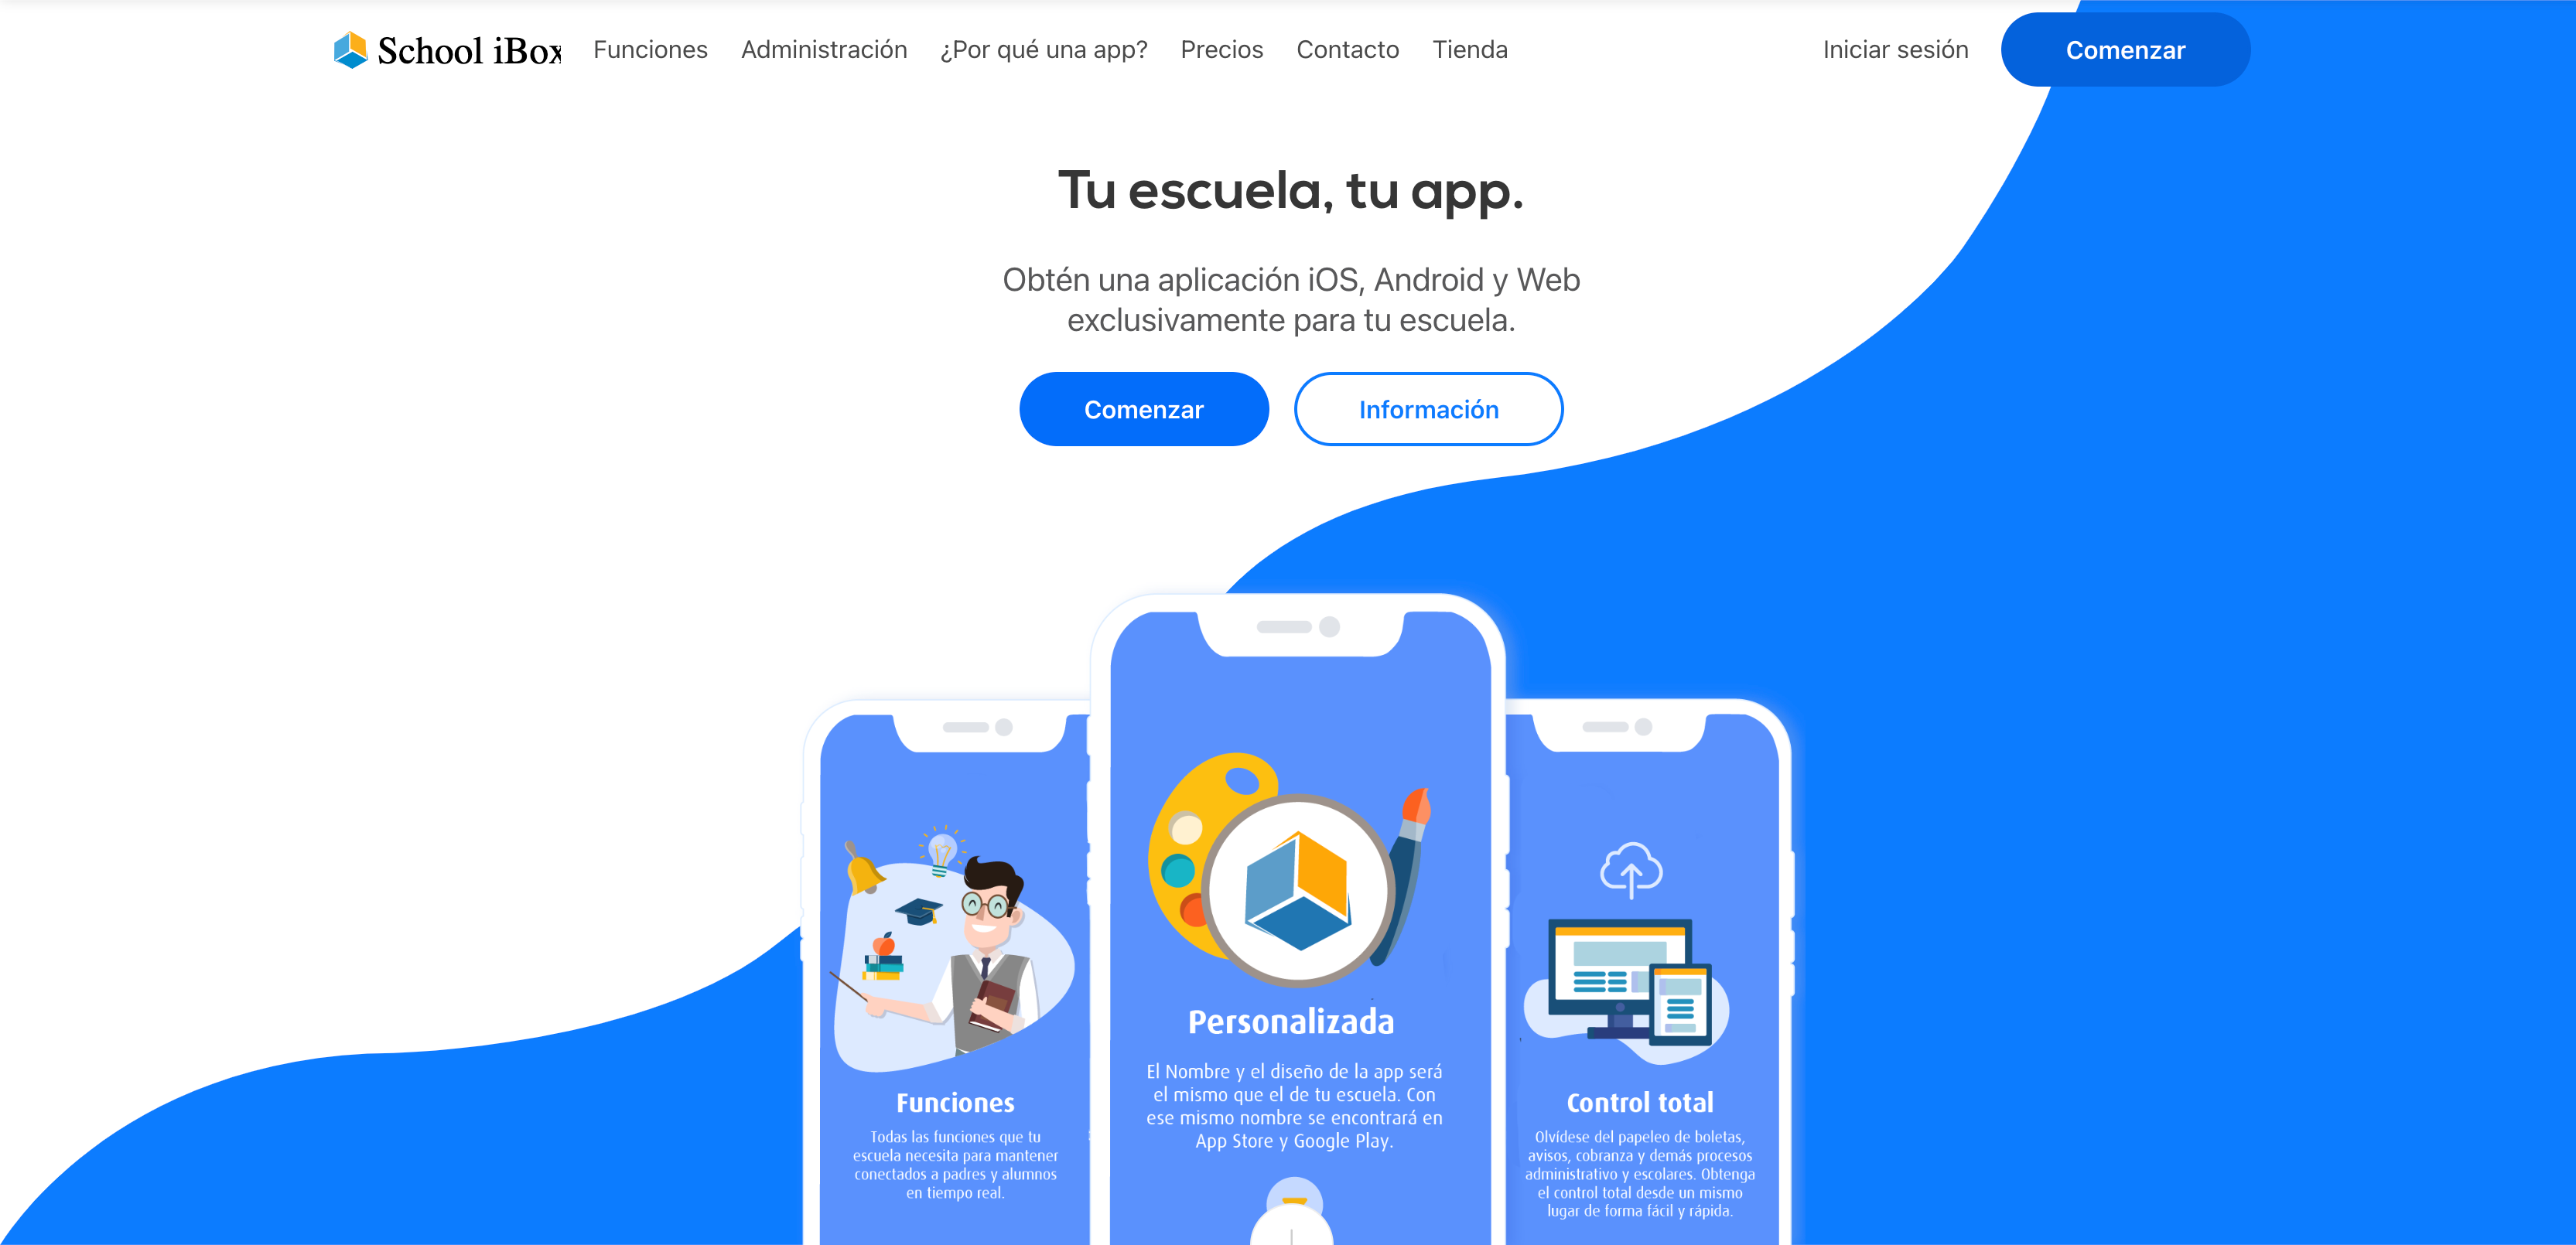 School iBox
Funciones
Administración
¿Por qué una app?
Precios
Contacto
Tienda
Iniciar sesión
Comenzar
Tu escuela, tu app.
Obtén una aplicación iOS, Android y Web
exclusivamente para tu escuela.
Comenzar
Información
Funciones
Todas las funciones que tu
escuela necesita para mantener
conectados a padres y alumnos
en tiempo real.
Personalizada
El Nombre y el diseño de la app será
el mismo que el de tu escuela. Con
ese mismo nombre se encontrará en
App Store y Google Play.
Control total
Olvídese del papeleo de boletas,
avisos, cobranza y demás procesos
administrativo y escolares. Obtenga
el control total desde un mismo
lugar de forma fácil y rápida.